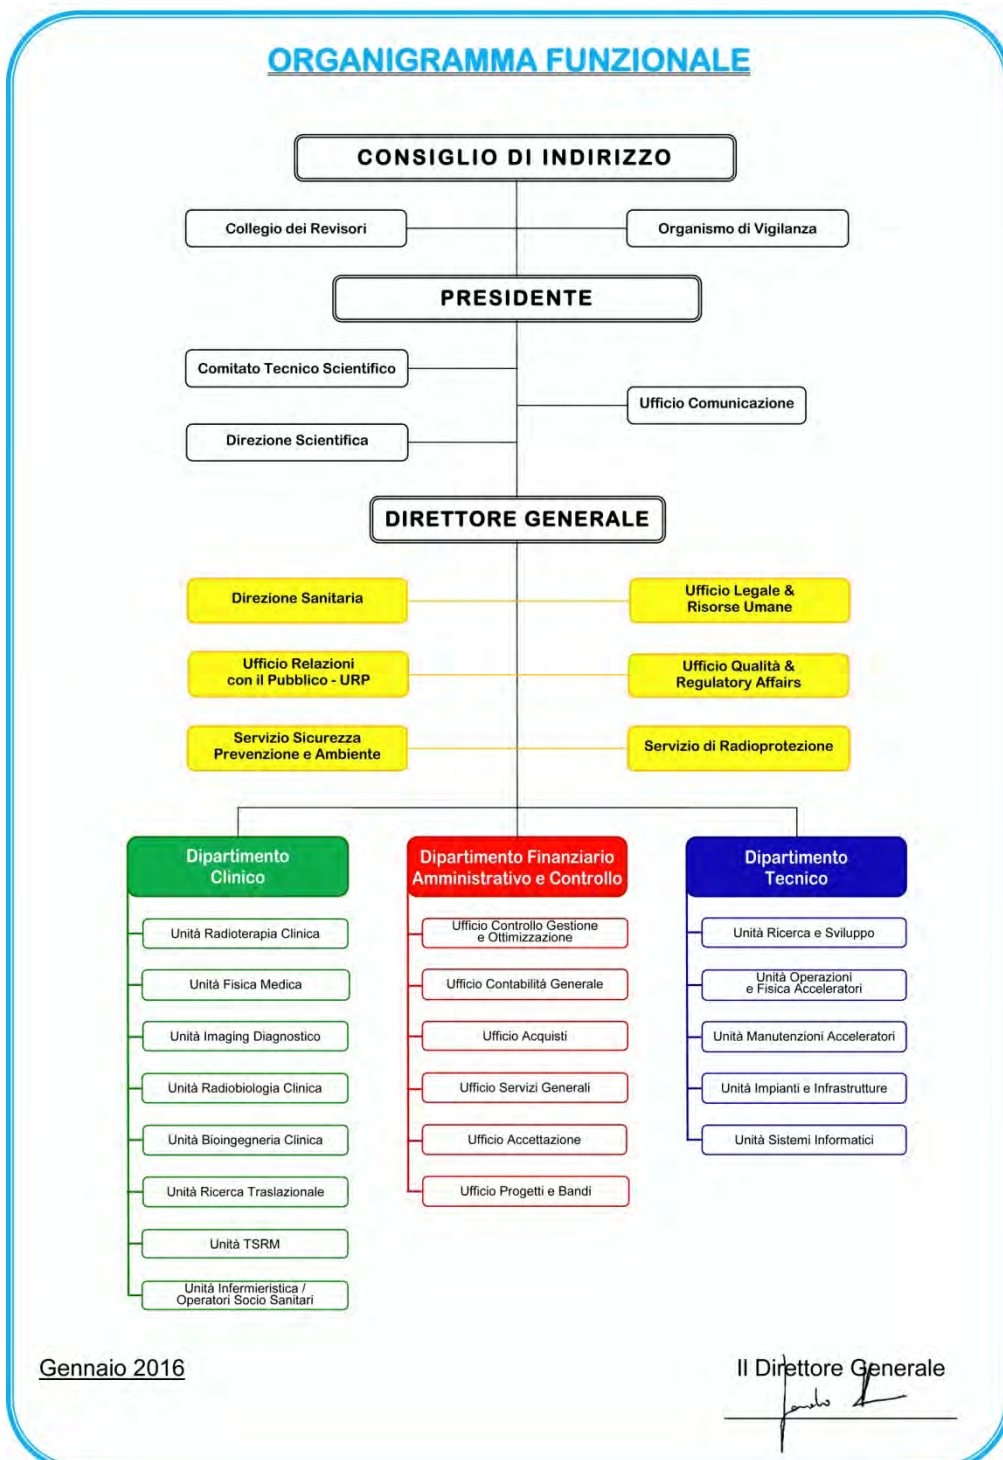 ORGANIGRAMMA FUNZIONALE
CONSIGLIO DI INDIRIZZO
Collegio dei Revisori
Organismo di Vigilanza
PRESIDENTE
Comitato Tecnico Scientifico
Ufficio Comunicazione
Direzione Scientifica
DIRETTORE GENERALE
Direzione Sanitaria
Ufficio Legale &
Risorse Umane
Ufficio Relazioni
con il Pubblico - URP
Ufficio Qualità &
Regulatory Affairs
Servizio Sicurezza
Prevenzione e Ambiente
Servizio di Radioprotezione
Dipartimento
Clinico
Unità Radioterapia Clinica
Unità Fisica Medica
Unità Imaging Diagnostico
Unità Radiobiologia Clinica
Unità Bioingegneria Clinica
Unità Ricerca Traslazionale
Unità TSRM
Unità Infermieristica /
Operatori Socio Sanitari
Dipartimento Finanziario
Amministrativo e Controllo
Ufficio Controllo Gestione
e Ottimizzazione
Ufficio Contabilità Generale
Ufficio Acquisti
Ufficio Servizi Generali
Ufficio Accettazione
Ufficio Progetti e Bandi
Dipartimento
Tecnico
Unità Ricerca e Sviluppo
Unità Operazioni
e Fisica Acceleratori
Unità Manutenzioni Acceleratori
Unità Impianti e Infrastrutture
Unità Sistemi Informatici
Gennaio 2016
Il Direttore Generale